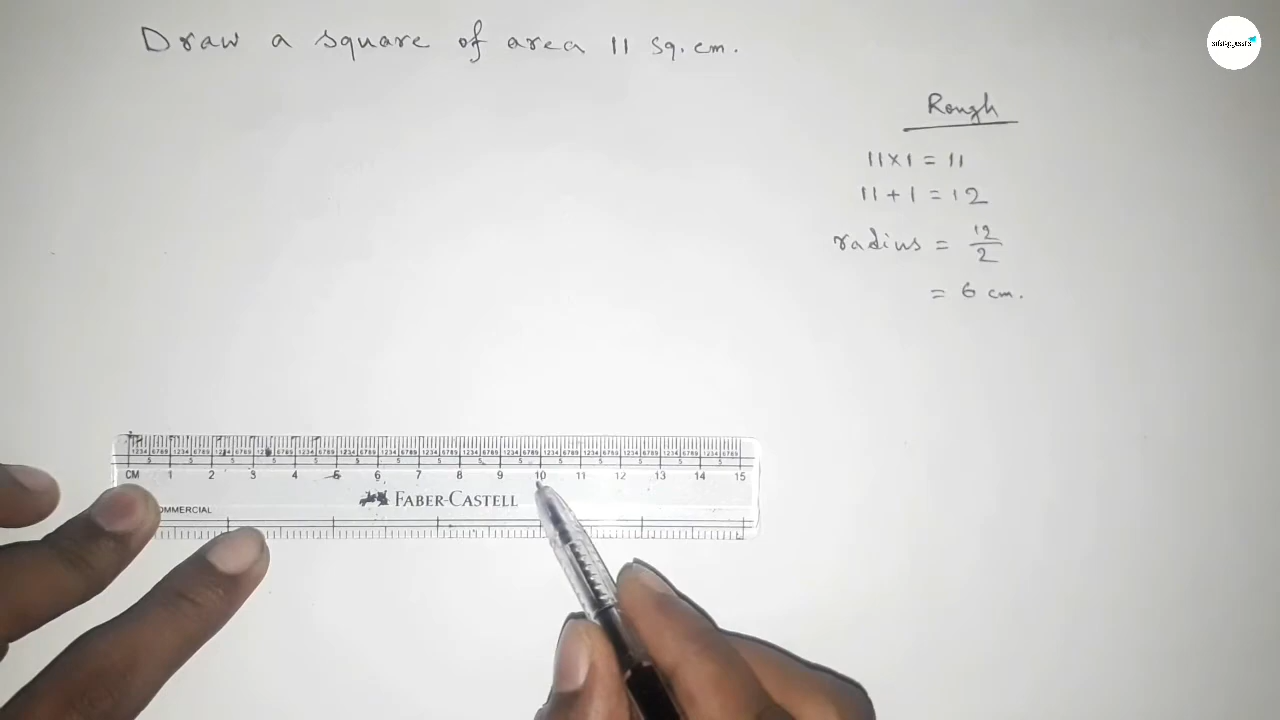 Draw a square of area 11 sq.cm.
Rough
11×1 = 11
11 + 1 = 12
radius = 12/2
= 6 cm.
CM 1 2 3 4 5 6 7 8 9 10 11 12 13 14 15
FABER-CASTELL
OMMERCIAL